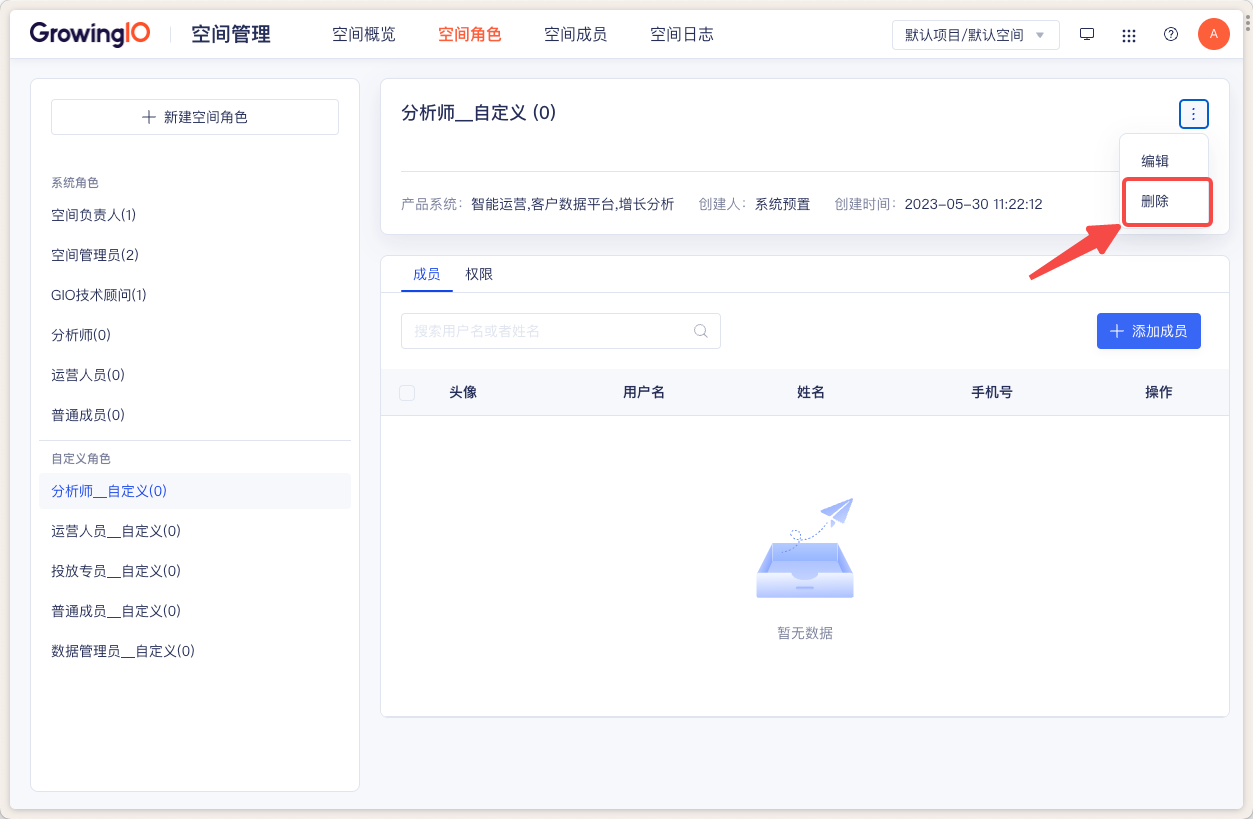 GrowingIO 空间管理 空间概览 空间角色 空间成员 空间日志 默认项目/默认空间 A
新建空间角色
系统角色
空间负责人(1)
空间管理员(2)
GIO技术顾问(1)
分析师(0)
运营人员(0)
普通成员(0)
自定义角色
分析师__自定义(0)
运营人员__自定义(0)
投放专员__自定义(0)
普通成员__自定义(0)
数据管理员__自定义(0)
分析师__自定义 (0)
编辑
删除
产品系统: 智能运营,客户数据平台,增长分析 创建人: 系统预置 创建时间: 2023-05-30 11:22:12
成员 权限
搜索用户名或者姓名
添加成员
头像 用户名 姓名 手机号 操作
暂无数据